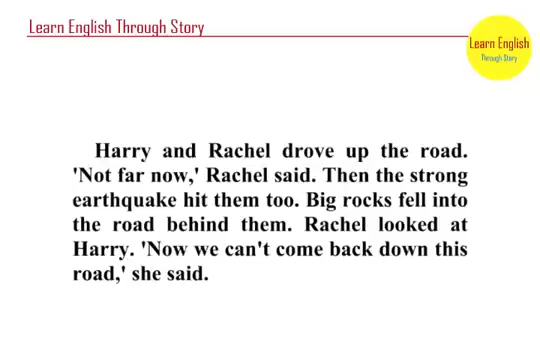 Learn English Through Story
Learn English
Through Story
Harry and Rachel drove up the road.
'Not far now,' Rachel said. Then the strong
earthquake hit them too. Big rocks fell into
the road behind them. Rachel looked at
Harry. 'Now we can't come back down this
road,' she said.